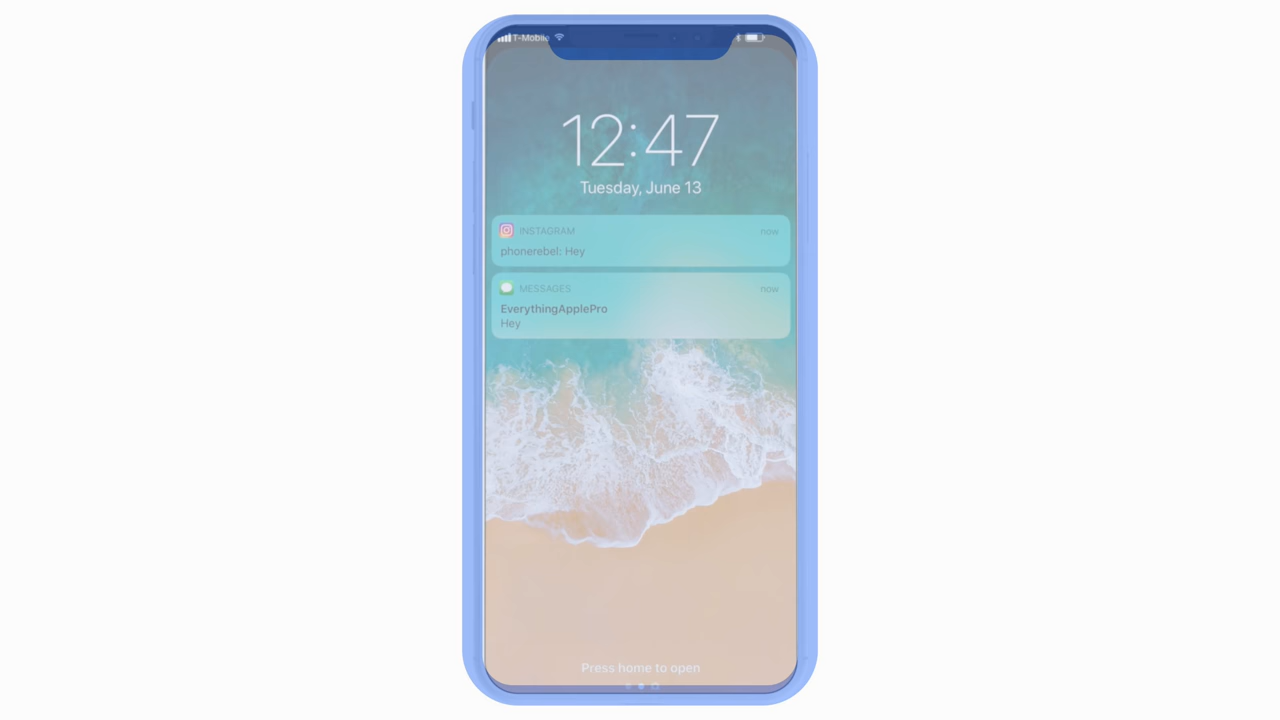 T-Mobile
12:47
Tuesday, June 13
INSTAGRAM now
phonerebel: Hey
MESSAGES now
EverythingApplePro
Hey
Press home to open